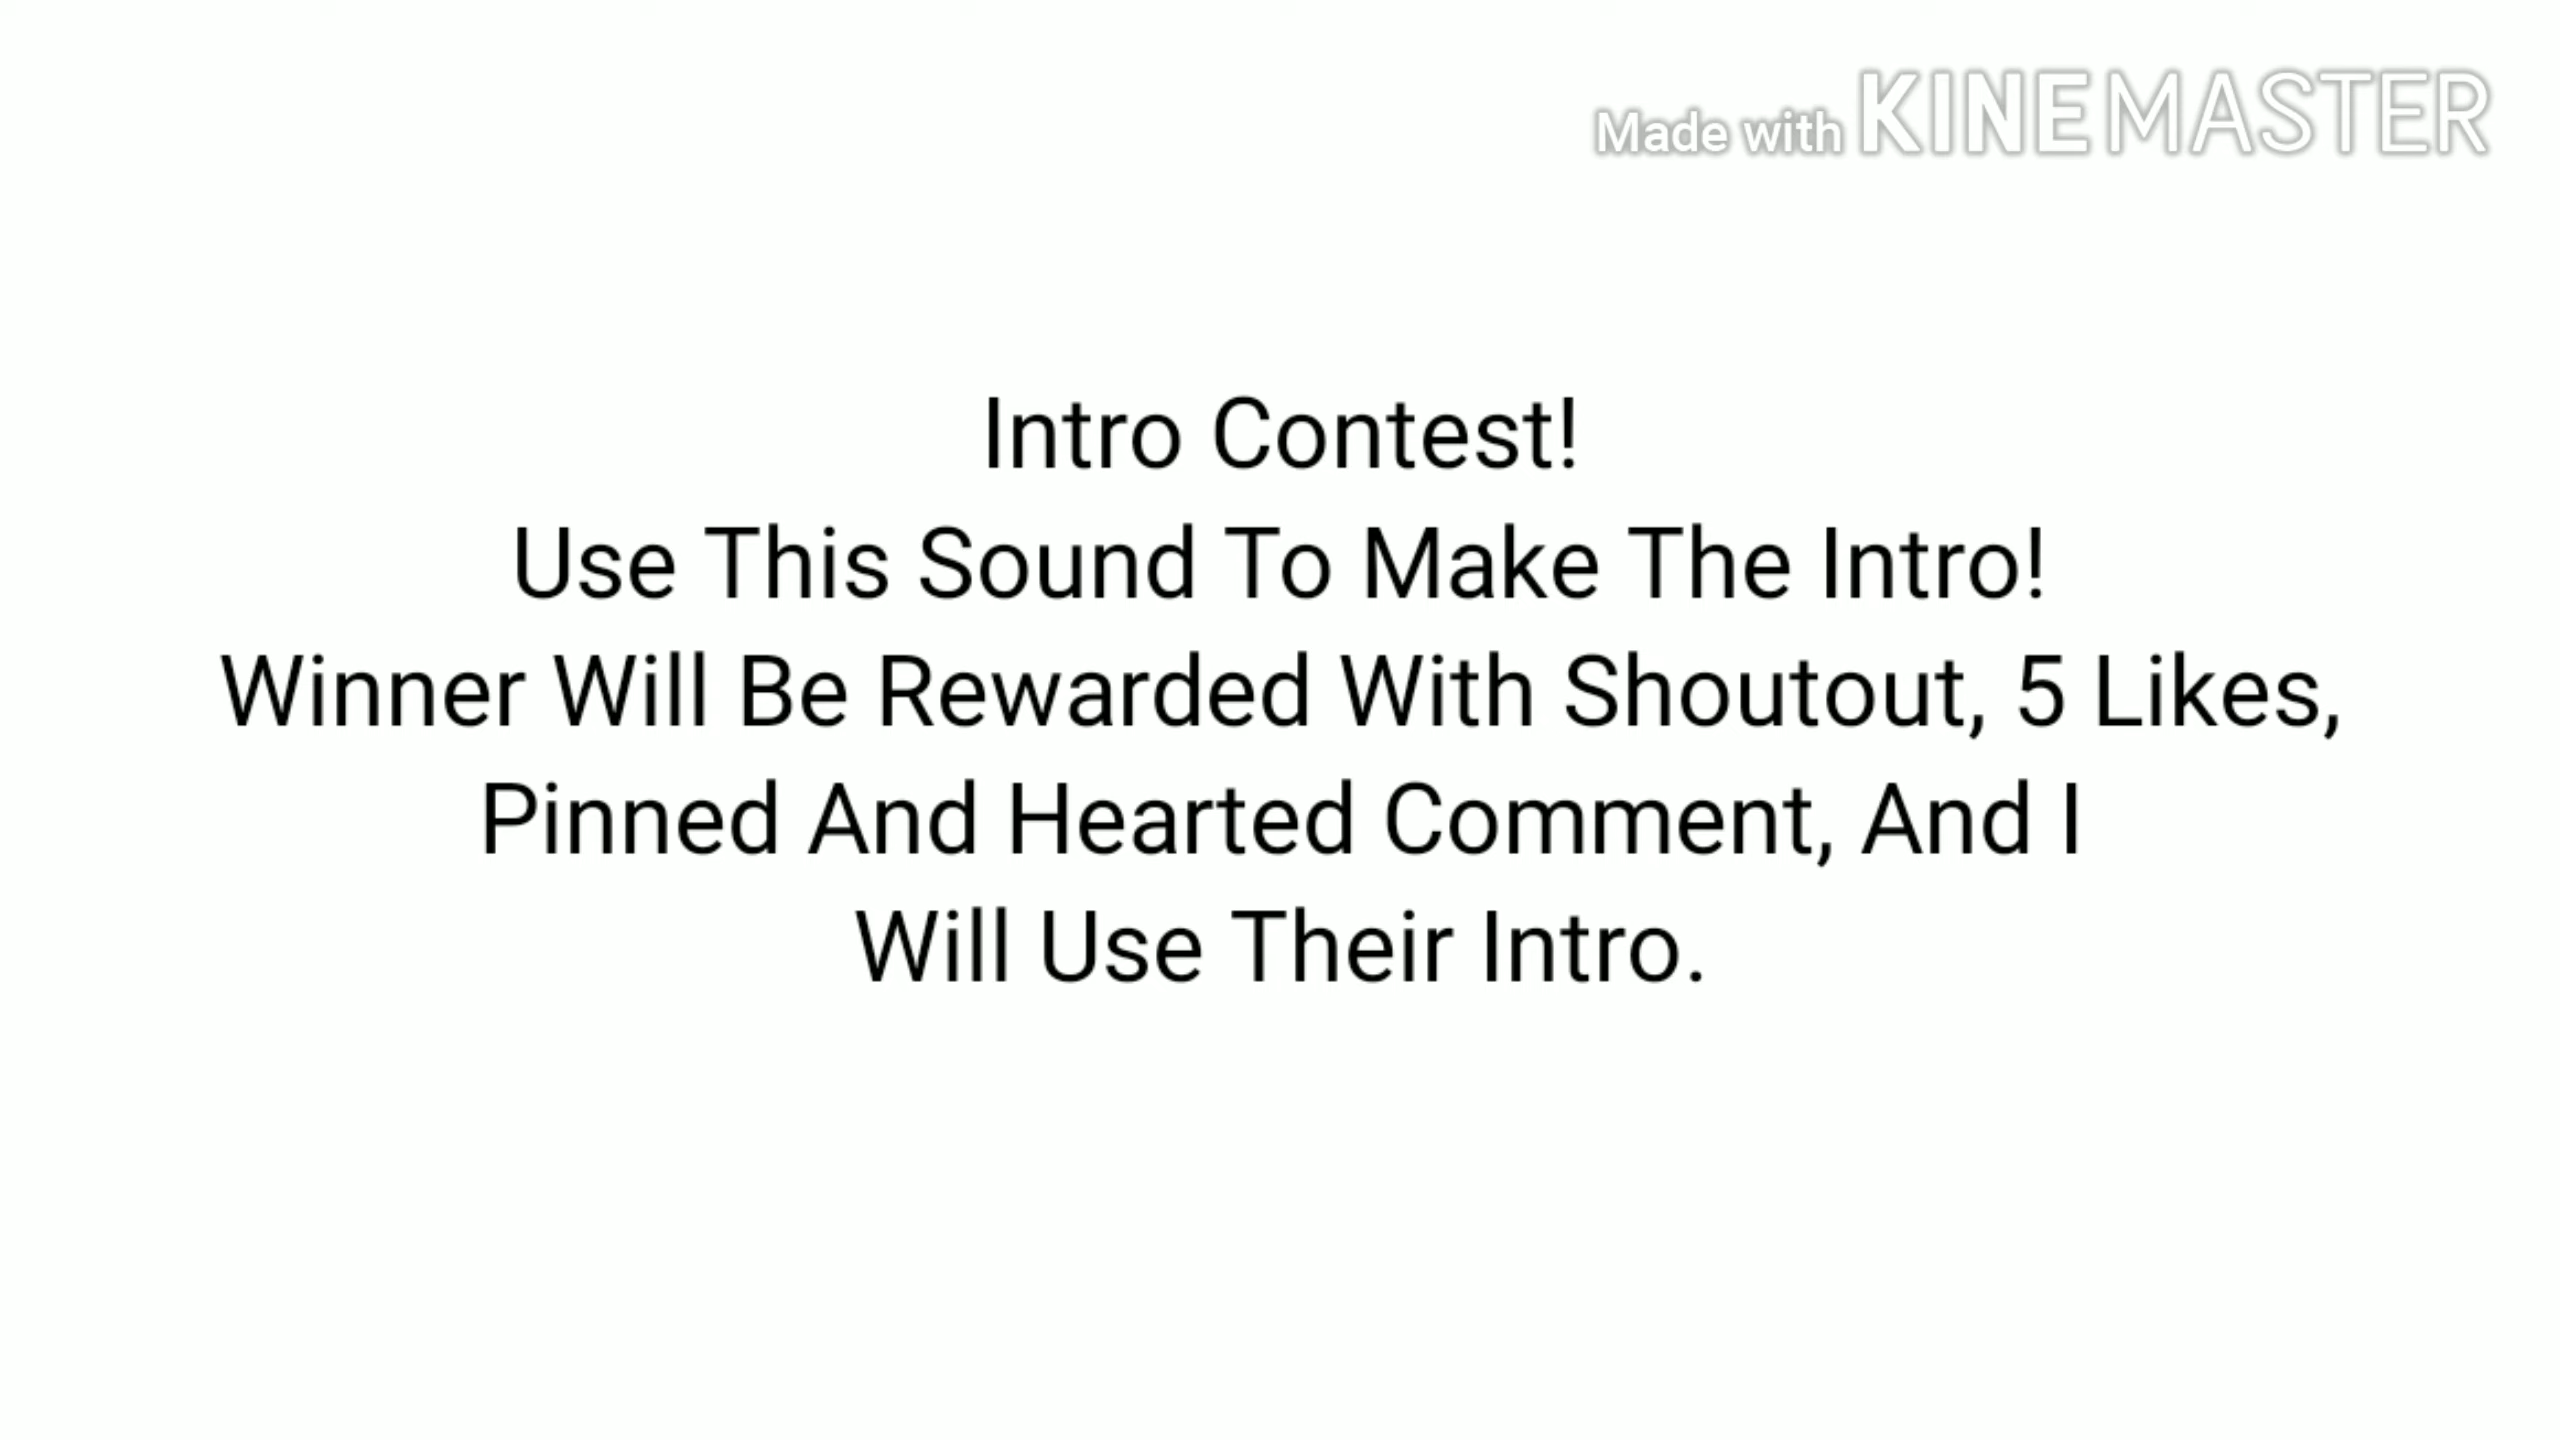 Made with KINEMASTER
Intro Contest!
Use This Sound To Make The Intro!
Winner Will Be Rewarded With Shoutout, 5 Likes,
Pinned And Hearted Comment, And I
Will Use Their Intro.